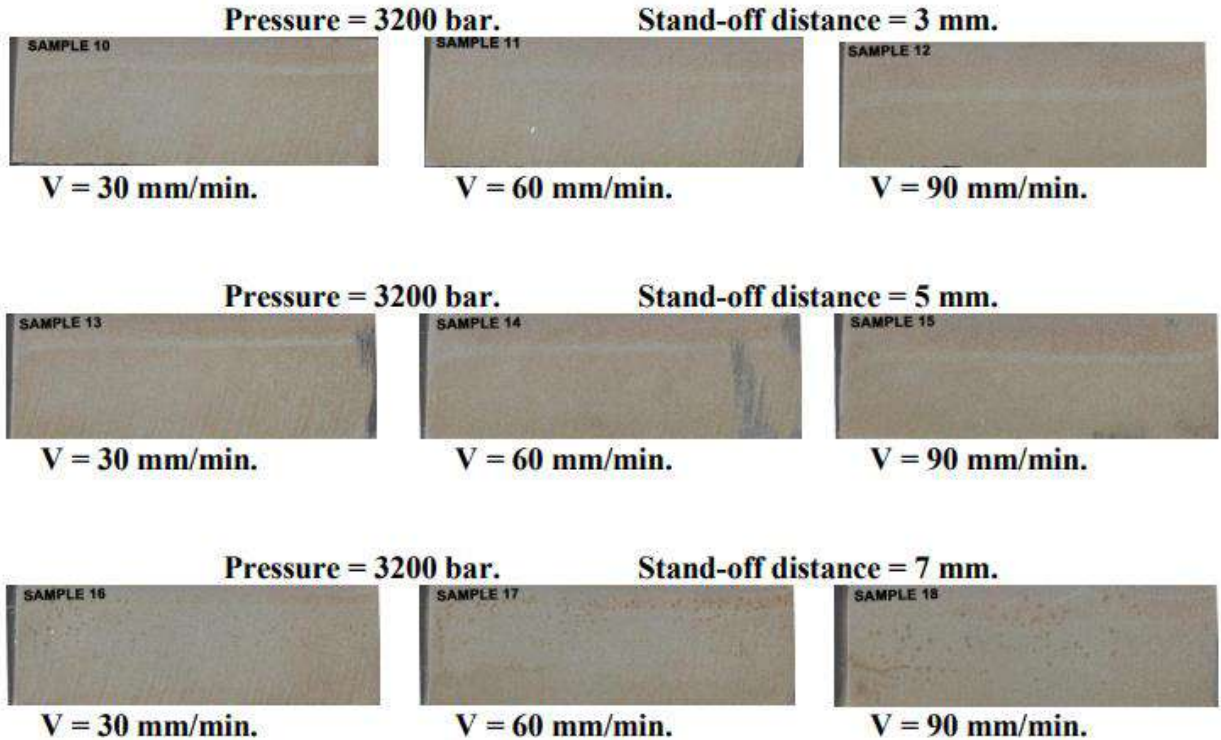 Pressure = 3200 bar. Stand-off distance = 3 mm.
SAMPLE 10 SAMPLE 11 SAMPLE 12
V = 30 mm/min. V = 60 mm/min. V = 90 mm/min.
Pressure = 3200 bar. Stand-off distance = 5 mm.
SAMPLE 13 SAMPLE 14 SAMPLE 15
V = 30 mm/min. V = 60 mm/min. V = 90 mm/min.
Pressure = 3200 bar. Stand-off distance = 7 mm.
SAMPLE 16 SAMPLE 17 SAMPLE 18
V = 30 mm/min. V = 60 mm/min. V = 90 mm/min.